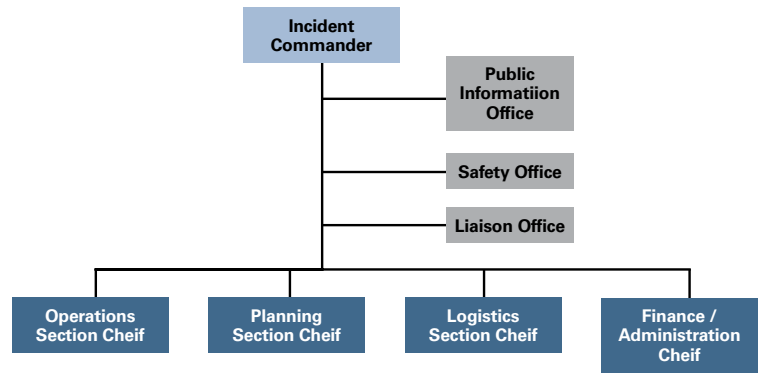 Incident
Commander
Public
Informatiion
Office
Safety Office
Liaison Office
Operations
Section Cheif
Planning
Section Cheif
Logistics
Section Cheif
Finance /
Administration
Cheif